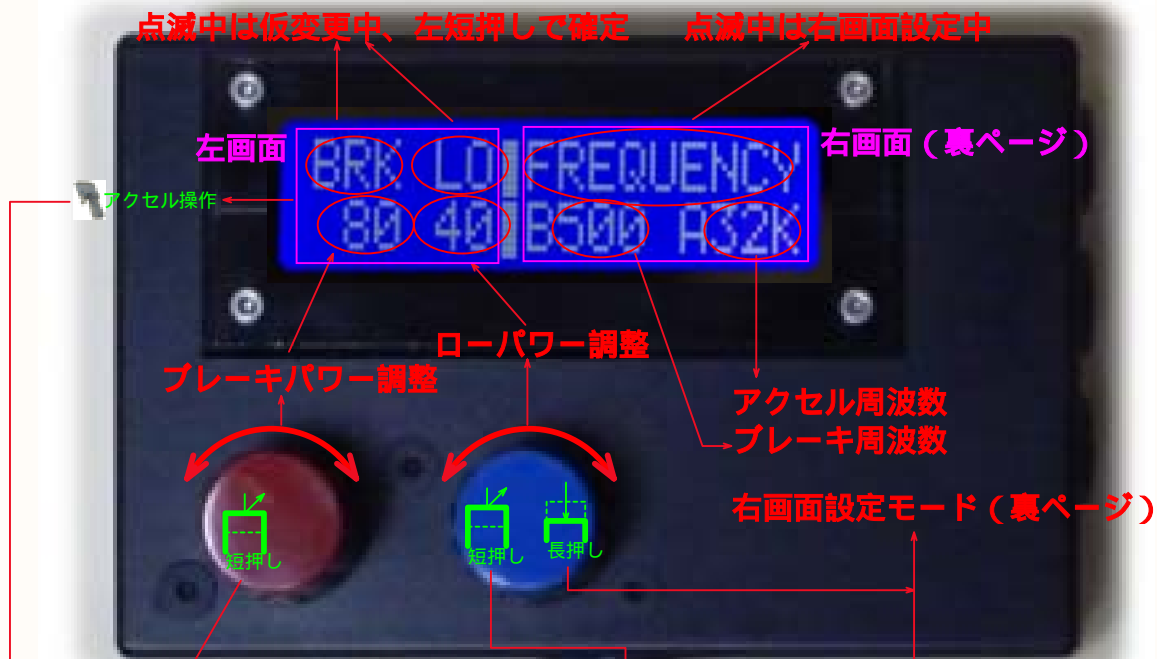 点滅中は仮変更中、左短押しで確定
点滅中は右画面設定中
左画面
BRK LO FREQUENCY
右画面（裏ページ）
アクセル操作
80 40 B500 A32K
ローパワー調整
ブレーキパワー調整
アクセル周波数
ブレーキ周波数
右画面設定モード（裏ページ）
短押し
短押し
長押し